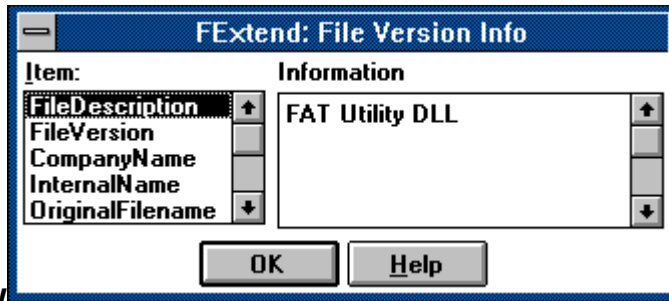 FExtend: File Version Info
Item:
Information
FileDescription
FileVersion
CompanyName
InternalName
OriginalFilename
FAT Utility DLL
OK
Help